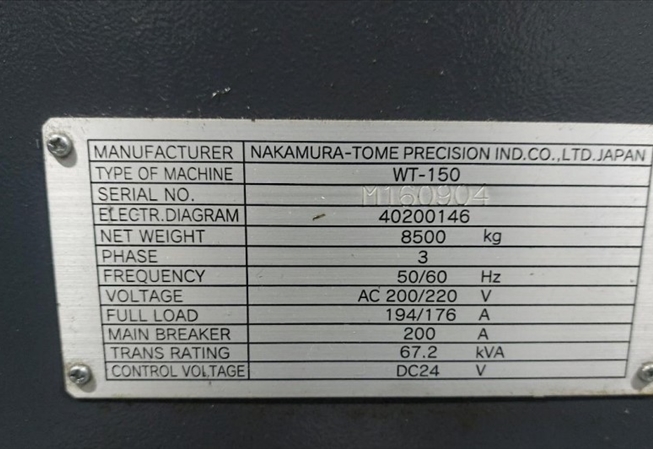 MANUFACTURER NAKAMURA-TOME PRECISION IND.CO.,LTD.JAPAN
TYPE OF MACHINE WT-150
SERIAL NO. M160904
ELECTR.DIAGRAM 40200146
NET WEIGHT 8500 kg
PHASE 3
FREQUENCY 50/60 Hz
VOLTAGE AC 200/220 V
FULL LOAD 194/176 A
MAIN BREAKER 200 A
TRANS RATING 67.2 kVA
CONTROL VOLTAGE DC24 V